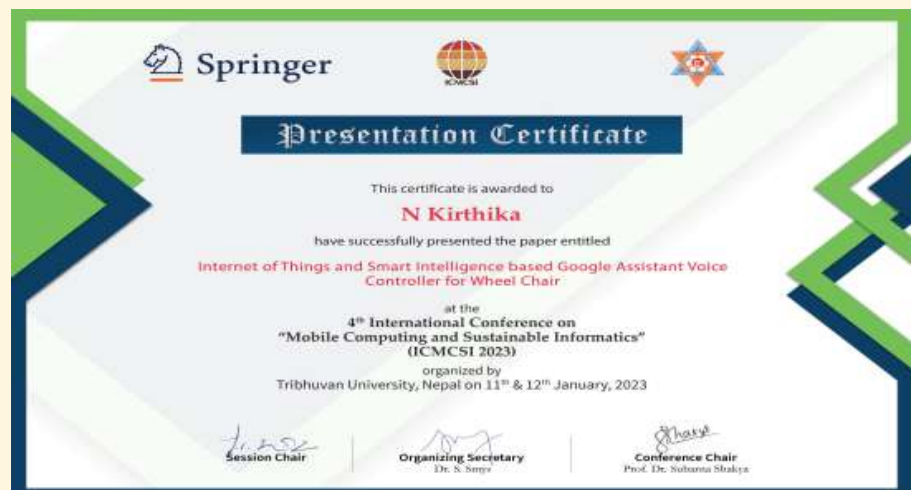 Springer
ICMCSI
Presentation Certificate
This certificate is awarded to
N Kirthika
have successfully presented the paper entitled
Internet of Things and Smart Intelligence based Google Assistant Voice
Controller for Wheel Chair
at the
4th International Conference on
"Mobile Computing and Sustainable Informatics"
(ICMCSI 2023)
organized by
Tribhuvan University, Nepal on 11th & 12th January, 2023
Session Chair
Organizing Secretary
Dr. S. Smys
Conference Chair
Prof. Dr. Subarna Shakya